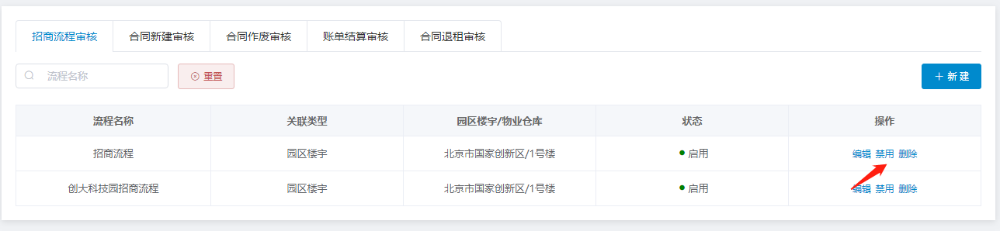 招商流程审核 合同新建审核 合同作废审核 账单结算审核 合同退租审核
流程名称 重置 新建
流程名称 关联类型 园区楼宇/物业仓库 状态 操作
招商流程 园区楼宇 北京市国家创新区/1号楼 启用 编辑 禁用 删除
创大科技园招商流程 园区楼宇 北京市国家创新区/1号楼 启用 编辑 禁用 删除